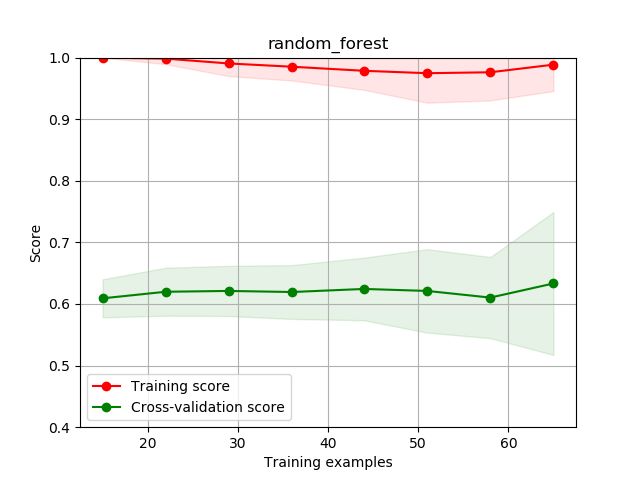 random_forest
1.0
0.9
0.8
0.7
0.6
0.5
0.4
Score
Training score
Cross-validation score
20 30 40 50 60
Training examples